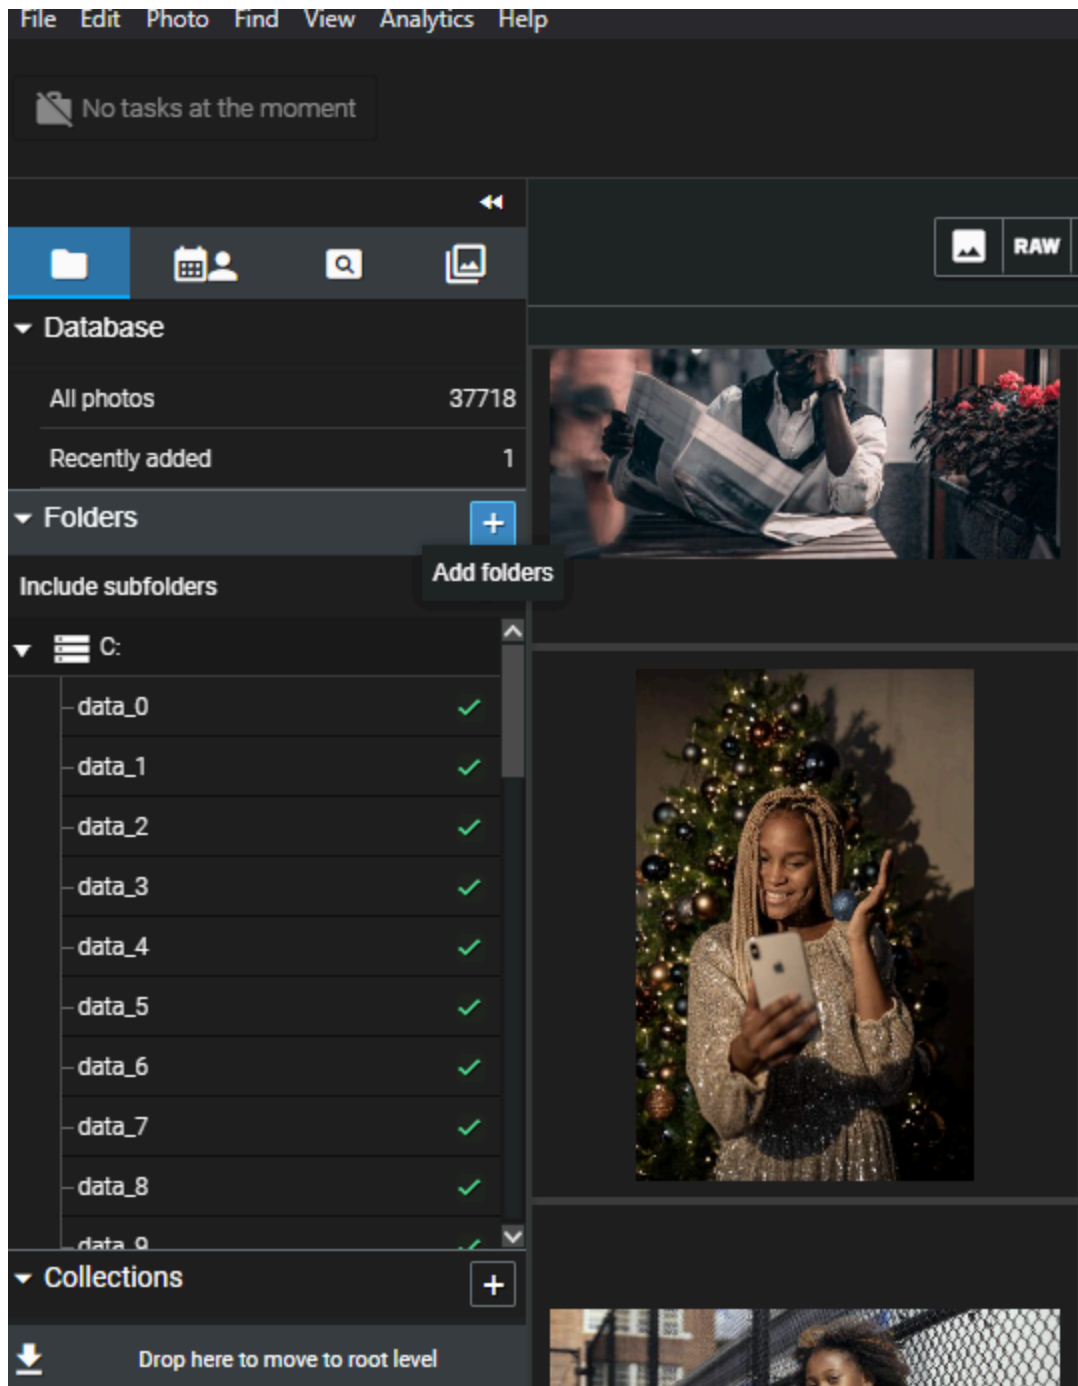 File Edit Photo Find View Analytics Help
No tasks at the moment
RAW
Database
All photos 37718
Recently added 1
Folders +
Add folders
Include subfolders
C:
data_0
data_1
data_2
data_3
data_4
data_5
data_6
data_7
data_8
data_9
Collections +
Drop here to move to root level